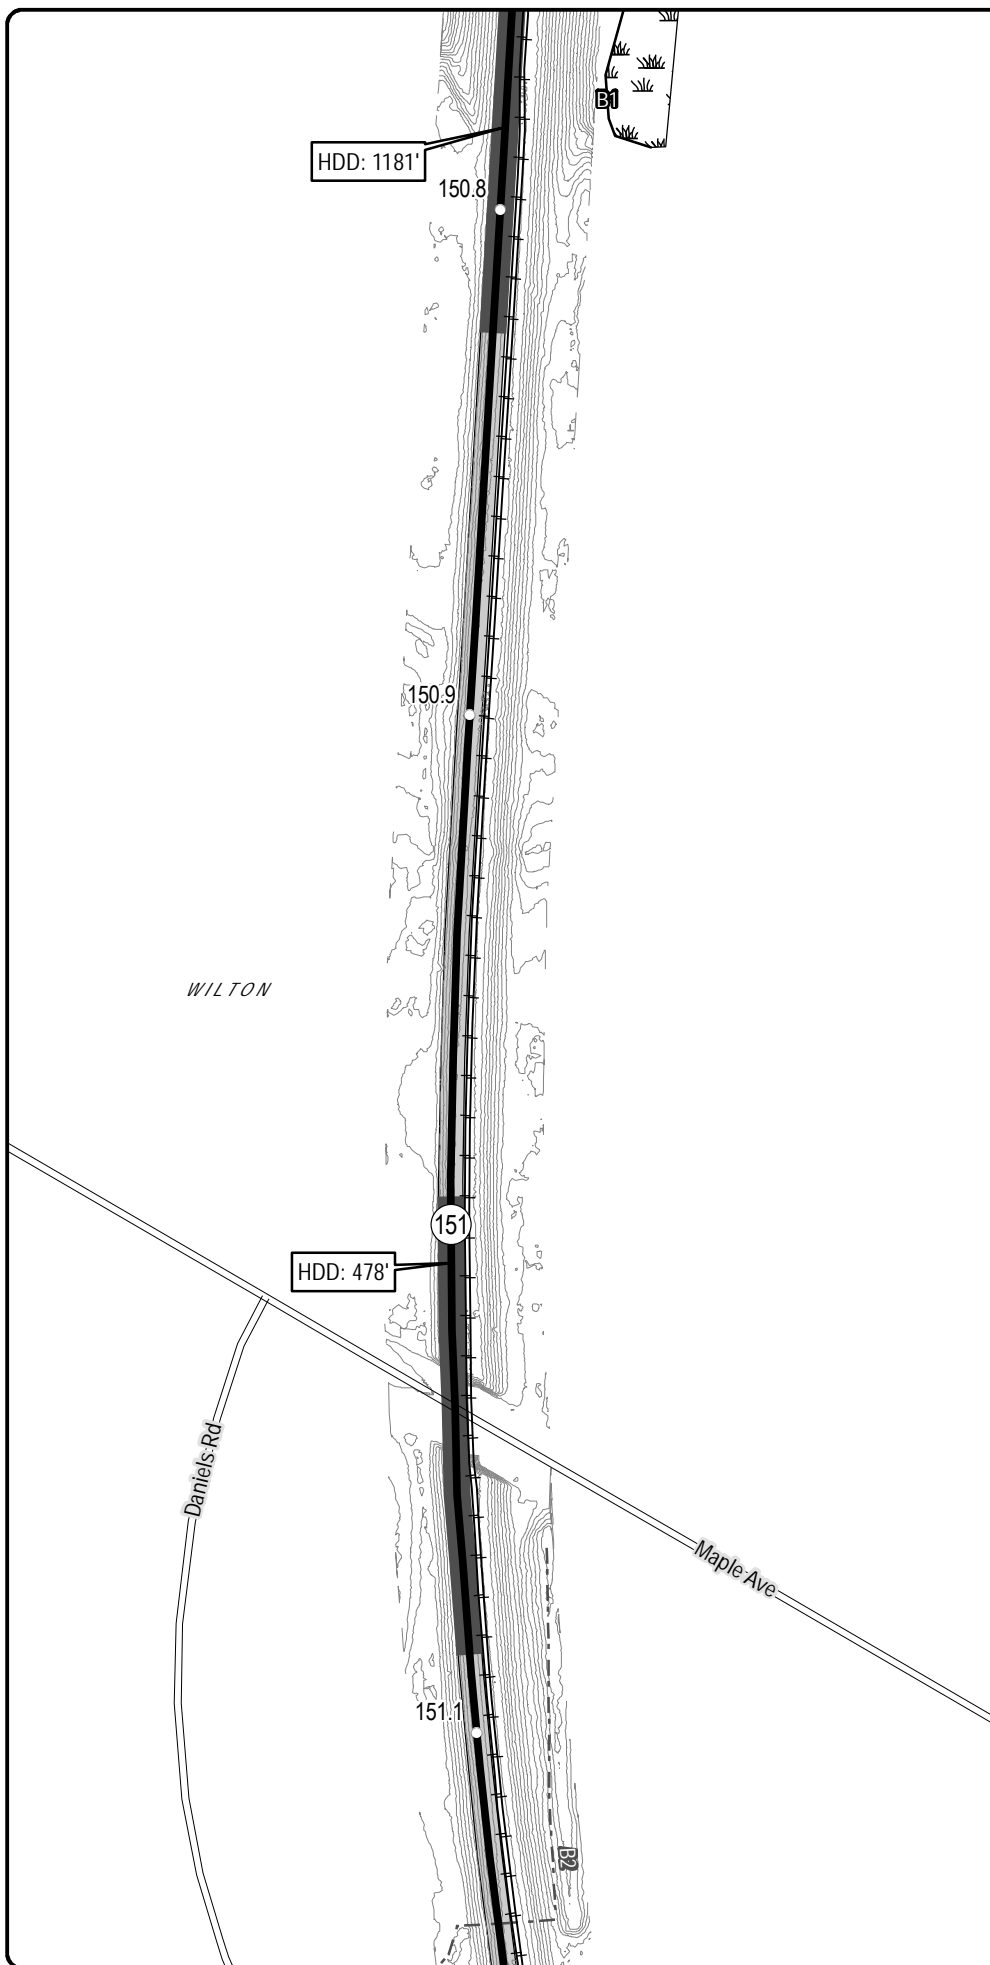 B1
HDD: 1181'
150.8
150.9
WILTON
151
HDD: 478'
Daniels Rd
Maple Ave
151.1
B2